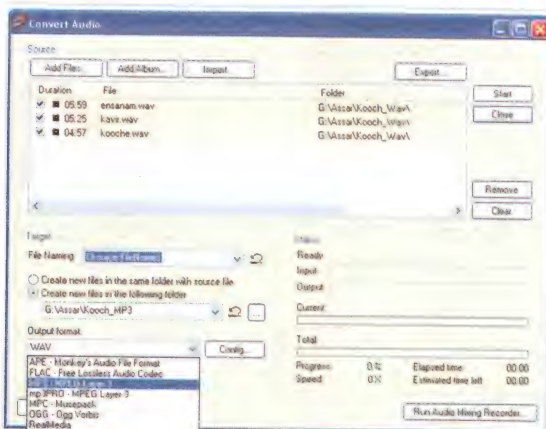 Convert Audio
Source
Add Files... Add Album... Import... Export...
Duration File Folder
05:59 ensanam.wav G:\Assar\Kooch_Wav\
05:25 kavir.wav G:\Assar\Kooch_Wav\
04:57 kooche.wav G:\Assar\Kooch_Wav\
Start
Close
Remove
Clear
Target
File Naming
Create new files in the same folder with source file
Create new files in the following folder
G:\Assar\Kooch_MP3
Output format
WAV Config...
APE - Monkey's Audio File Format
FLAC - Free Lossless Audio Codec
MP3 - MPEG Layer 3
mp3PRO - MPEG Layer 3
MPC - Musepack
OGG - Ogg Vorbis
RealMedia
Status
Ready
Input
Output
Current
Total
Progress 0 % Elapsed time 00:00
Speed 0 X Estimated time left 00:00
Run Audio Mixing Recorder...